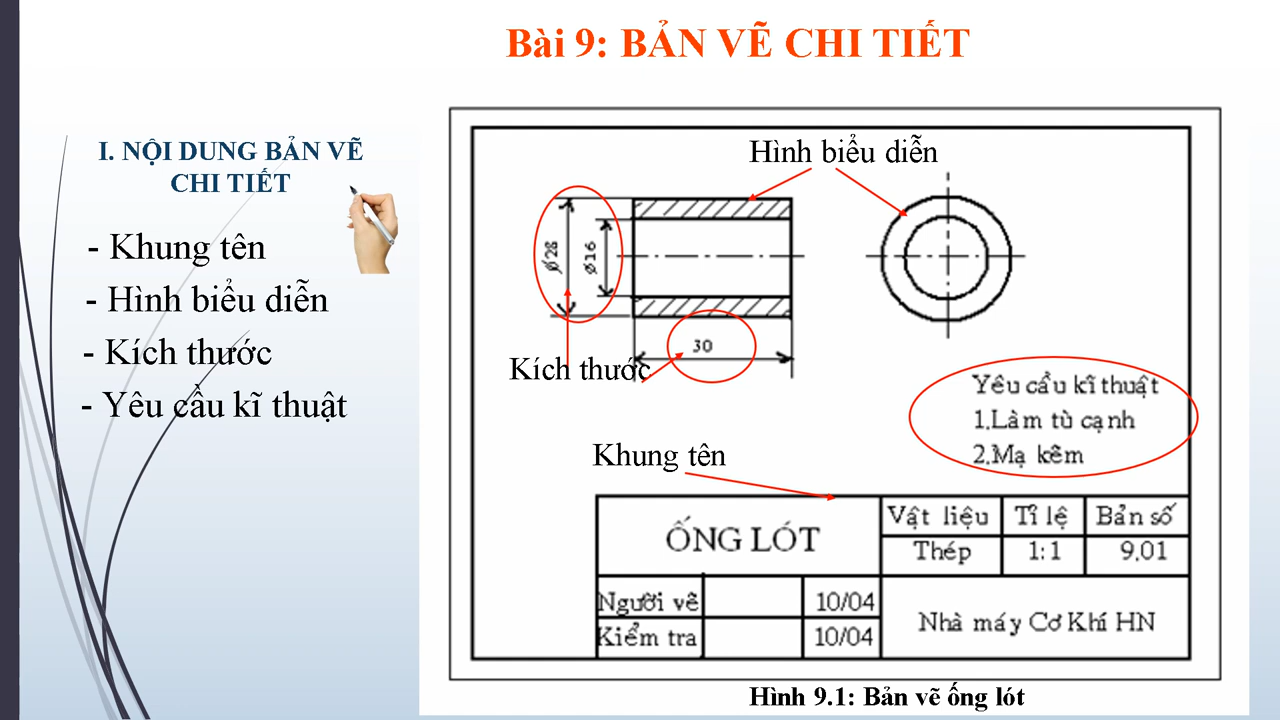 Bài 9: BẢN VẼ CHI TIẾT
I. NỘI DUNG BẢN VẼ
CHI TIẾT
- Khung tên
- Hình biểu diễn
- Kích thước
- Yêu cầu kĩ thuật
Hình biểu diễn
Ø28
Ø16
30
Kích thước
Yêu cầu kĩ thuật
1.Làm tù cạnh
2.Mạ kẽm
Khung tên
ỐNG LÓT
Vật liệu Tỉ lệ Bản số
Thép 1:1 9.01
Người vẽ 10/04
Kiểm tra 10/04
Nhà máy Cơ Khí HN
Hình 9.1: Bản vẽ ống lót